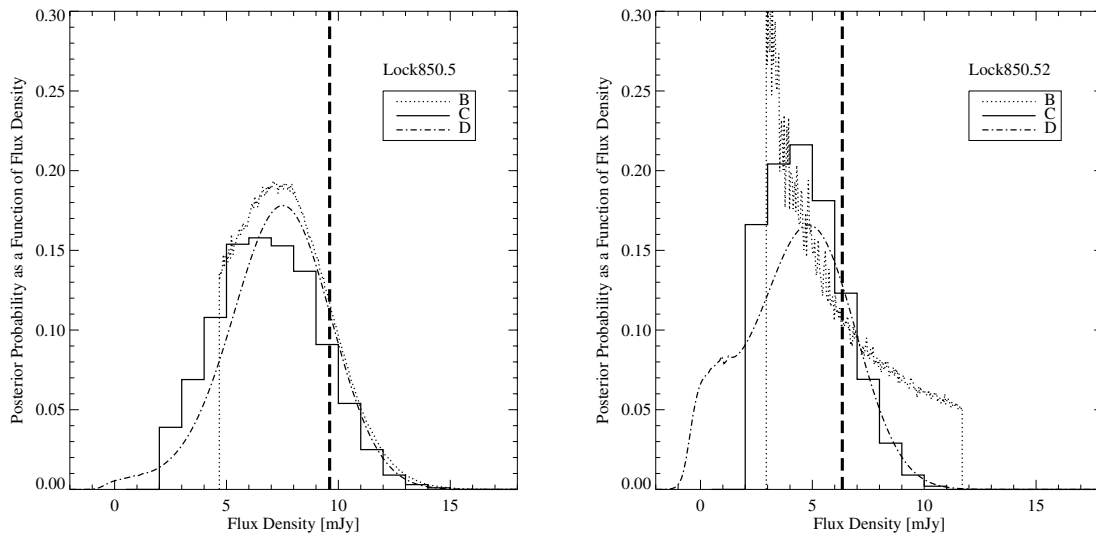 Posterior Probability as a Function of Flux Density
0.30
0.25
0.20
0.15
0.10
0.05
0.00
Lock850.5
B
C
D
0 5 10 15
Flux Density [mJy]
Posterior Probability as a Function of Flux Density
0.30
0.25
0.20
0.15
0.10
0.05
0.00
Lock850.52
B
C
D
0 5 10 15
Flux Density [mJy]